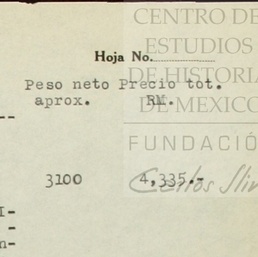 CENTRO DE
ESTUDIOS
DE HISTORIA
DE MEXICO
FUNDACIÓ
Carlos Slim
Hoja No.
Peso neto Precio tot.
aprox. RM.
--
3100 4,335.-
I-
-
n-